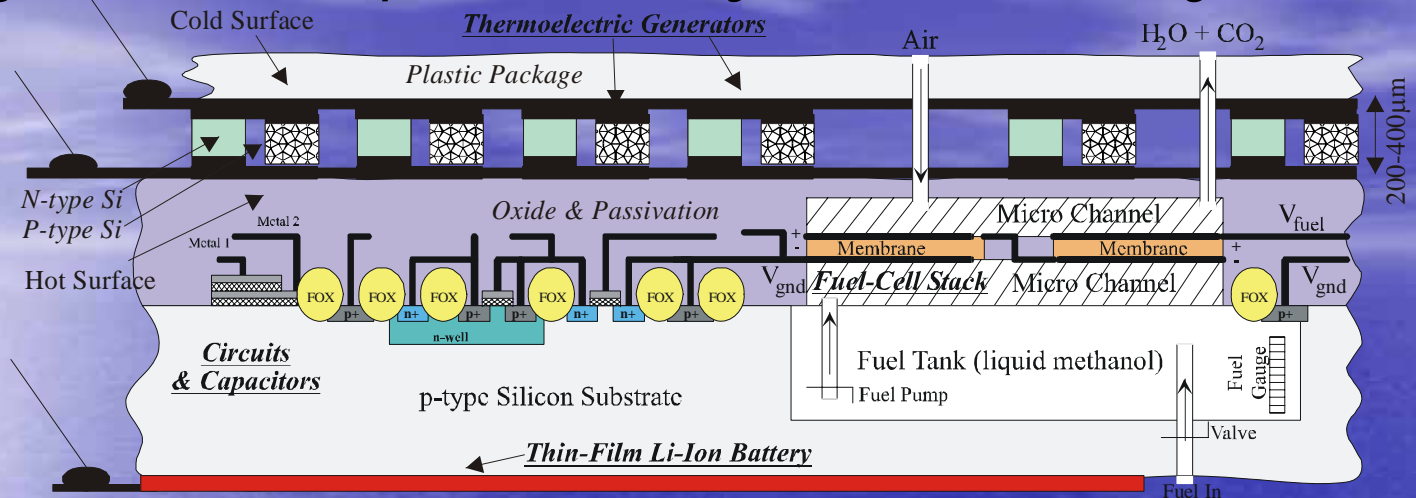 Cold Surface
Thermoelectric Generators
Air
H2O + CO2
Plastic Package
200-400μm
N-type Si
P-type Si
Hot Surface
Metal 2
Metal 1
Oxide & Passivation
Micro Channel
Vfuel
+
-
Membrane
Membrane
+
-
Vgnd
Fuel-Cell Stack
Micro Channel
Vgnd
FOX
FOX
FOX
FOX
FOX
FOX
FOX
p+
n+
p+
p+
n+
n+
p+
p+
n-well
Circuits
& Capacitors
p-type Silicon Substrate
Fuel Tank (liquid methanol)
Fuel
Gauge
Fuel Pump
Valve
Thin-Film Li-Ion Battery
Fuel In